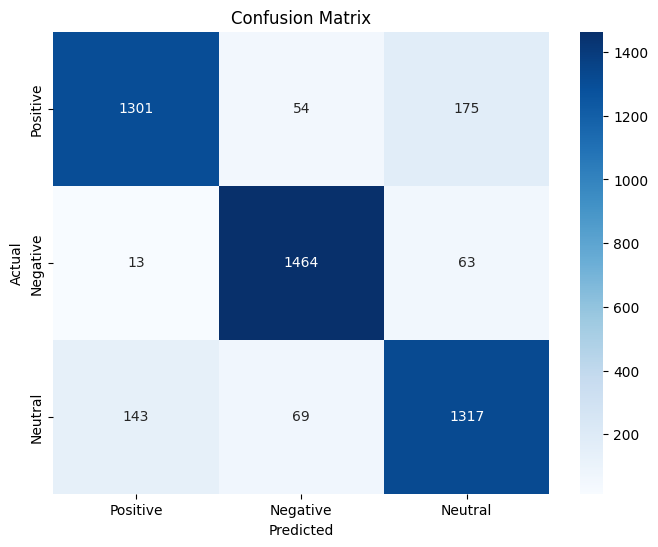 Confusion Matrix
Actual
Positive
Negative
Neutral
1301 54 175
13 1464 63
143 69 1317
Positive Negative Neutral
Predicted
1400
1200
1000
800
600
400
200